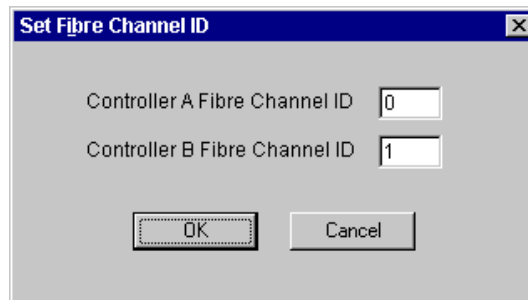 Set Fibre Channel ID
Controller A Fibre Channel ID 0
Controller B Fibre Channel ID 1
OK Cancel